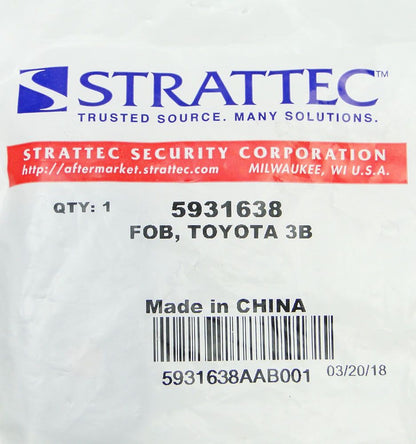 STRATTEC™
TRUSTED SOURCE. MANY SOLUTIONS.
STRATTEC SECURITY CORPORATION
http://aftermarket.strattec.com MILWAUKEE, WI U.S.A.
QTY: 1 5931638
FOB, TOYOTA 3B
Made in CHINA
5931638AAB001 03/20/18